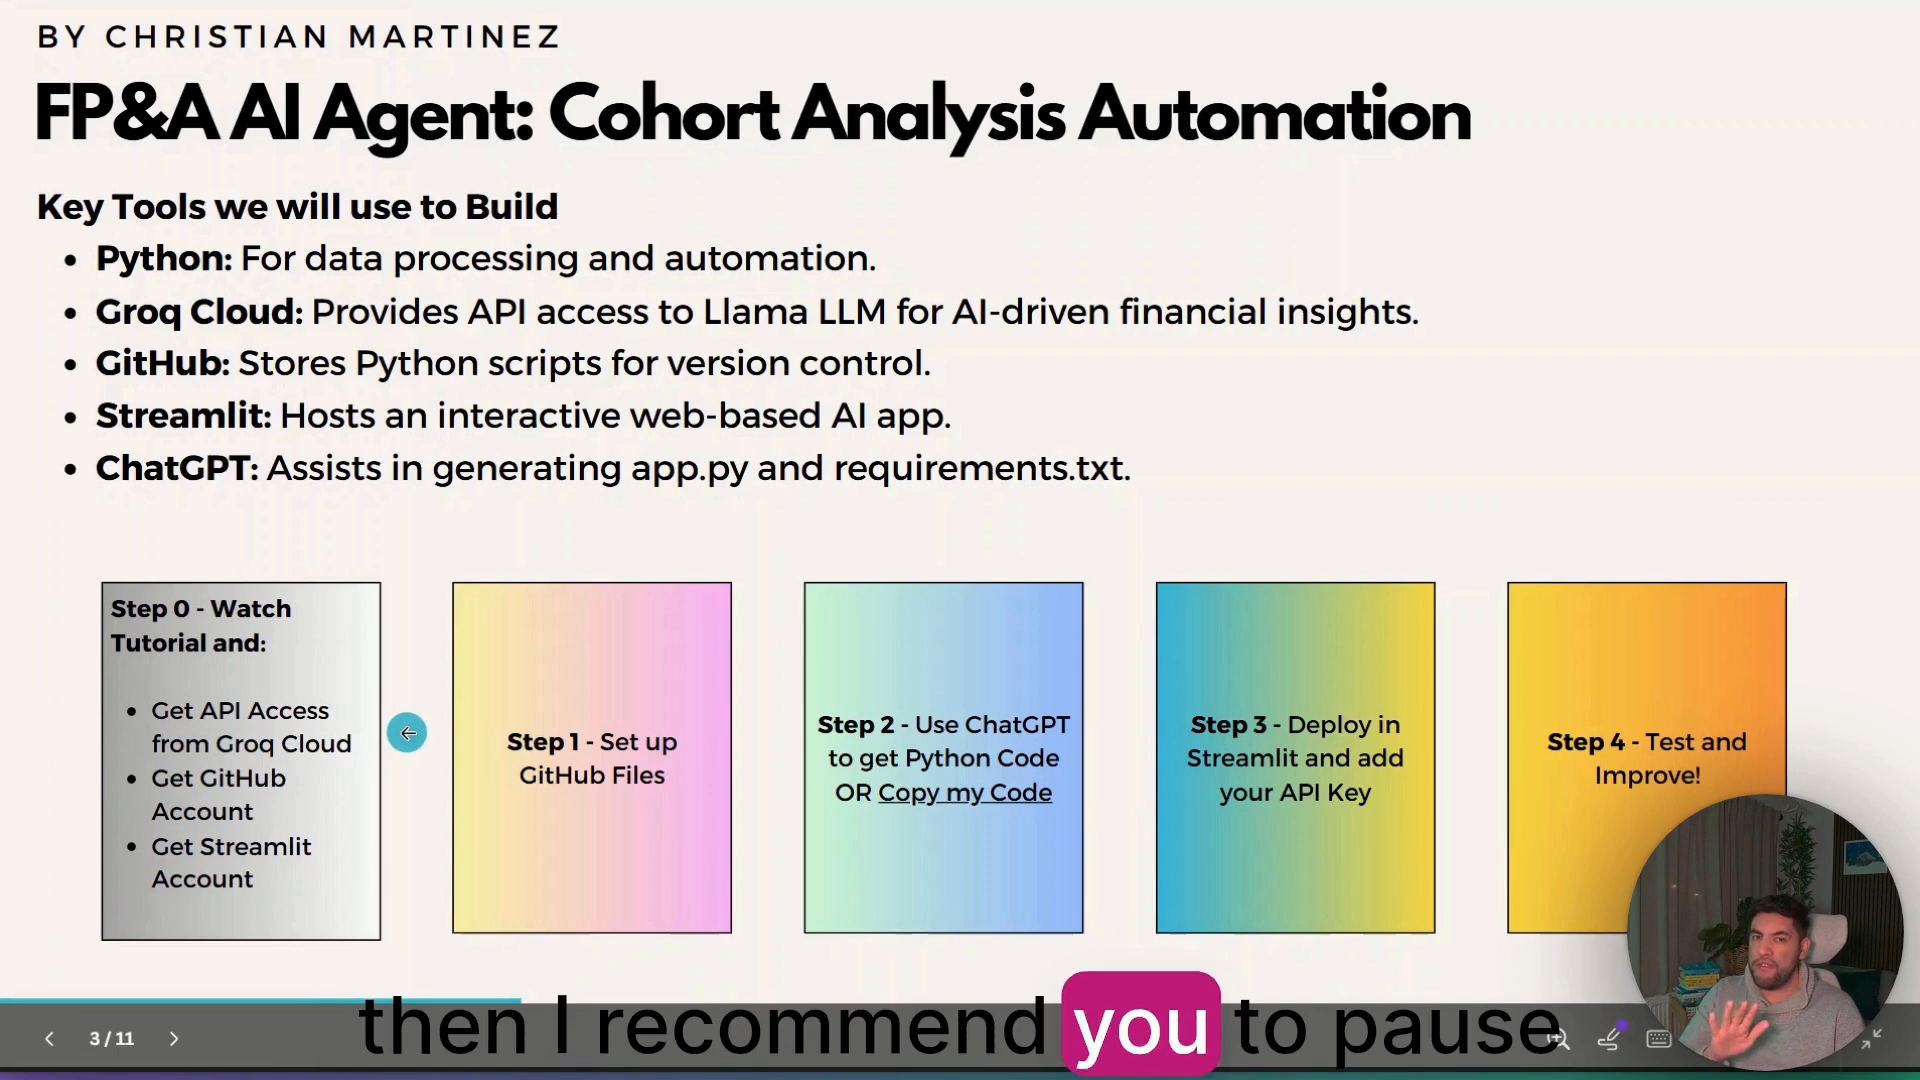 BY CHRISTIAN MARTINEZ
FP&A AI Agent: Cohort Analysis Automation
Key Tools we will use to Build
• Python: For data processing and automation.
• Groq Cloud: Provides API access to Llama LLM for AI-driven financial insights.
• GitHub: Stores Python scripts for version control.
• Streamlit: Hosts an interactive web-based AI app.
• ChatGPT: Assists in generating app.py and requirements.txt.
Step 0 - Watch
Tutorial and:
• Get API Access
from Groq Cloud
• Get GitHub
Account
• Get Streamlit
Account
Step 1 - Set up
GitHub Files
Step 2 - Use ChatGPT
to get Python Code
OR Copy my Code
Step 3 - Deploy in
Streamlit and add
your API Key
Step 4 - Test and
Improve!
then I recommend you to pause
3 / 11